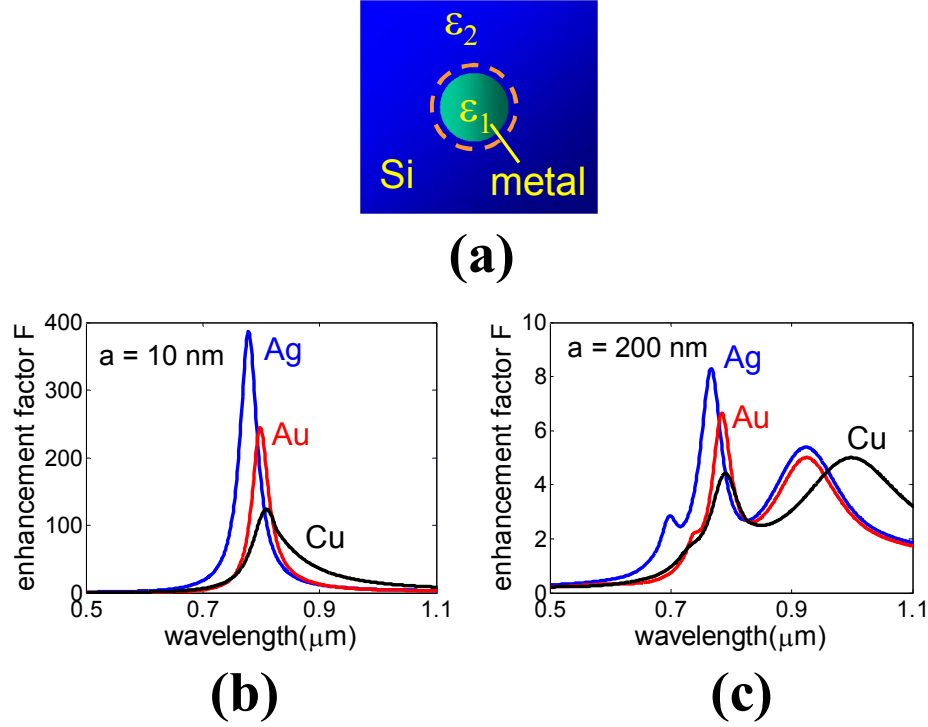 ε2
ε1
Si
metal
(a)
enhancement factor F
400
300
200
100
0
a = 10 nm
Ag
Au
Cu
0.5
0.7
0.9
1.1
wavelength(μm)
(b)
enhancement factor F
10
8
6
4
2
0
a = 200 nm
Ag
Au
Cu
0.5
0.7
0.9
1.1
wavelength(μm)
(c)